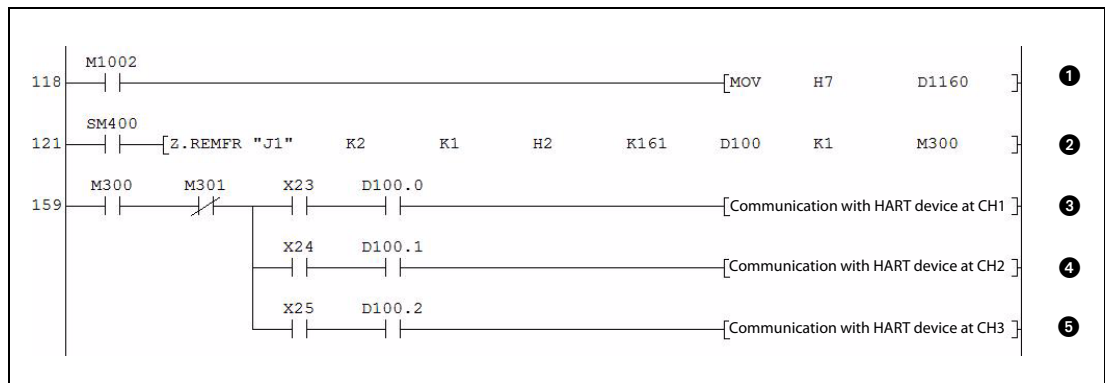 M1002
118 [MOV H7 D1160 ] ❶
SM400
121 [Z.REMFR "J1" K2 K1 H2 K161 D100 K1 M300 ] ❷
M300 M301 X23 D100.0
159 [Communication with HART device at CH1 ] ❸
X24 D100.1
[Communication with HART device at CH2 ] ❹
X25 D100.2
[Communication with HART device at CH3 ] ❺